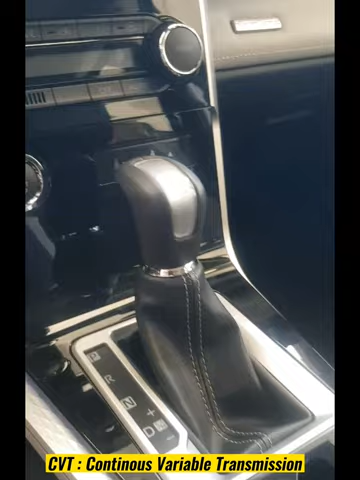 P
R
N
+
D M
-
CVT : Continous Variable Transmission